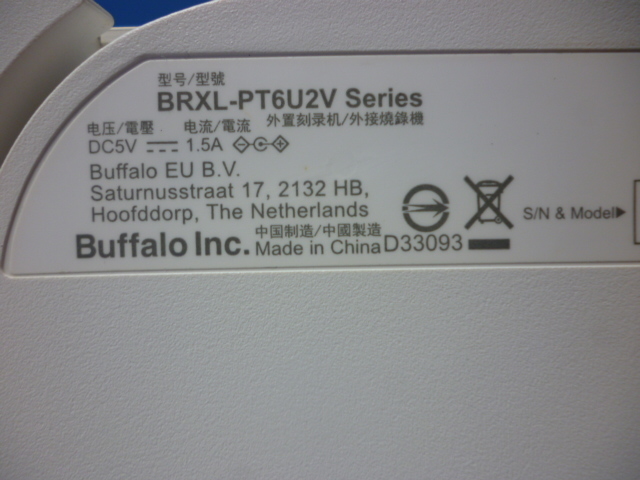 型号/型號
BRXL-PT6U2V Series
电压/電壓 电流/電流 外置刻录机/外接燒錄機
DC5V 1.5A
Buffalo EU B.V.
Saturnusstraat 17, 2132 HB,
Hoofddorp, The Netherlands
S/N & Model▶
中国制造/中國製造
Buffalo Inc. Made in China D33093